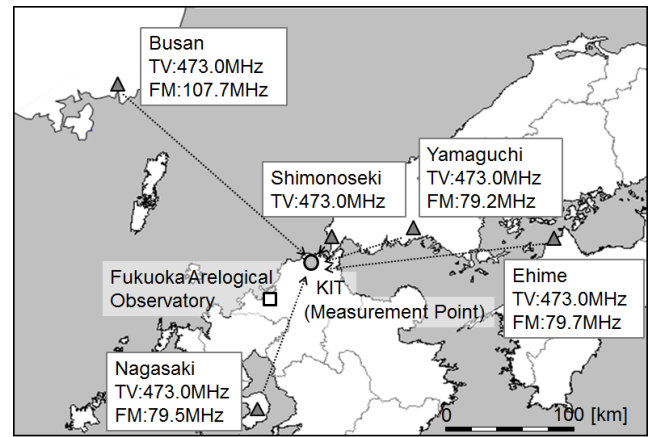 Busan
TV:473.0MHz
FM:107.7MHz
Yamaguchi
TV:473.0MHz
FM:79.2MHz
Shimonoseki
TV:473.0MHz
Fukuoka Arelogical
Observatory
KIT
(Measurement Point)
Ehime
TV:473.0MHz
FM:79.7MHz
Nagasaki
TV:473.0MHz
FM:79.5MHz
0 100 [km]